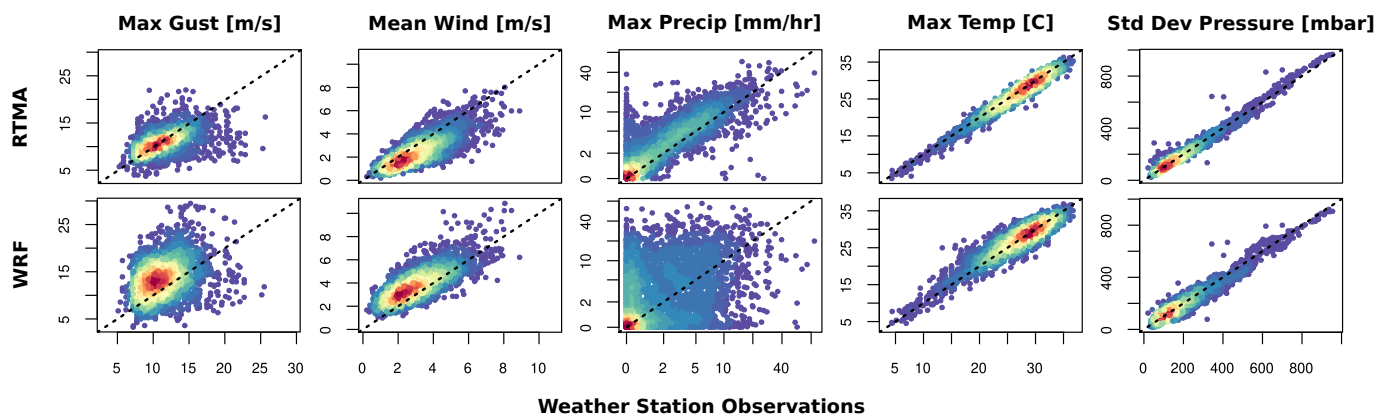 Max Gust [m/s] Mean Wind [m/s] Max Precip [mm/hr] Max Temp [C] Std Dev Pressure [mbar]
RTMA
5 15 25
0 2 4 6 8
0 2 10 40
5 15 25 35
0 400 800
WRF
5 15 25
0 2 4 6 8
0 2 10 40
5 15 25 35
0 400 800
5 10 15 20 25 30 0 2 4 6 8 10 0 2 5 10 40 5 10 20 30 0 200 400 600 800
Weather Station Observations